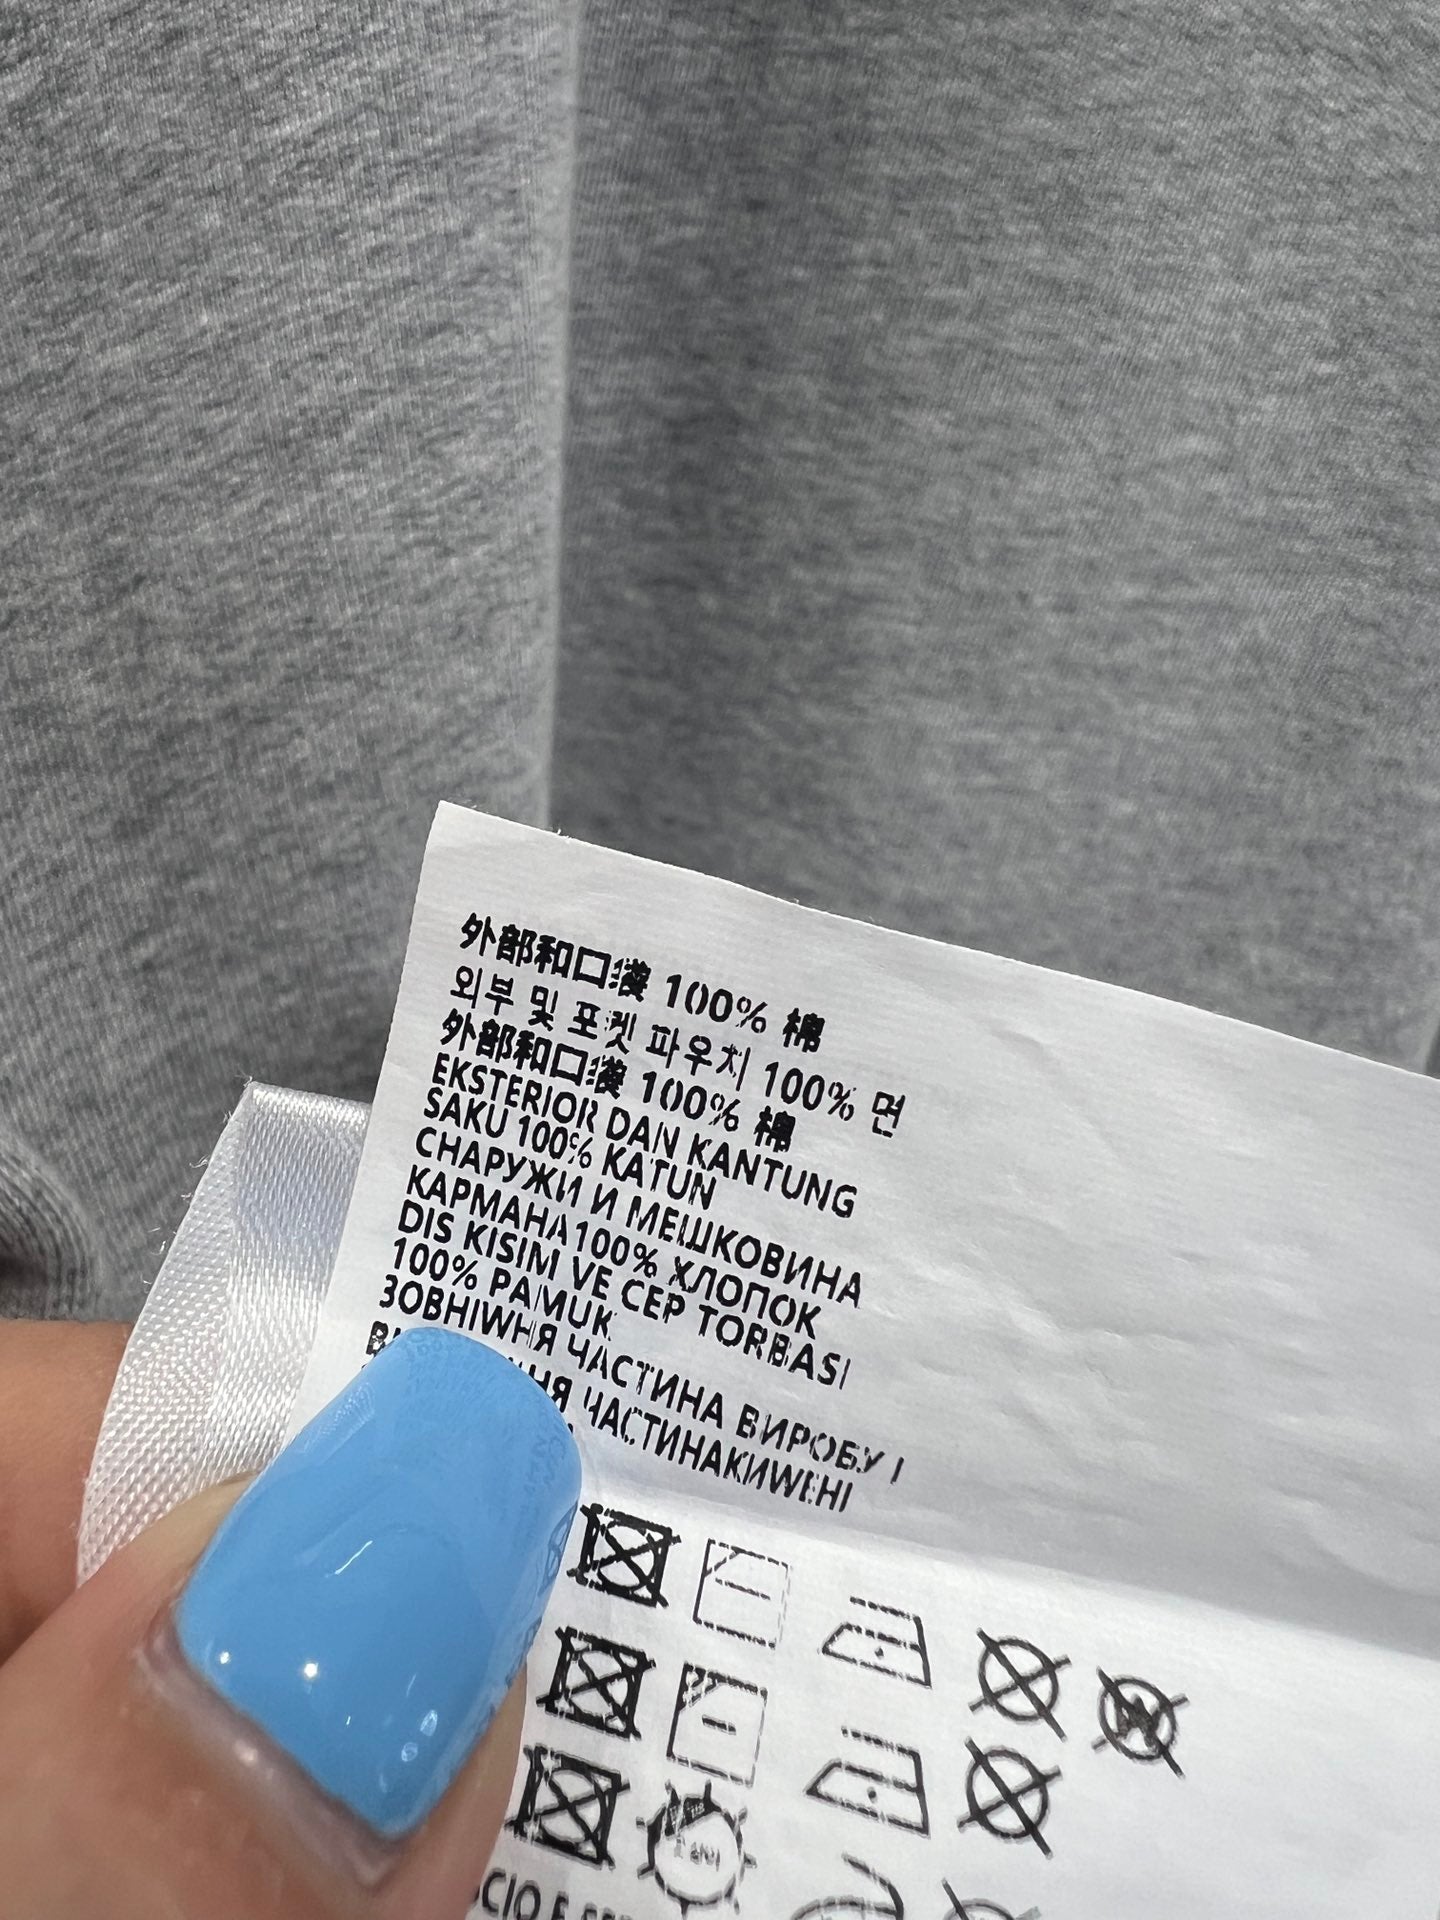 外部和口袋 100% 棉
외부 및 포켓 파우치 100% 면
外部和口袋 100% 棉
EKSTERIOR DAN KANTUNG
SAKU 100% KATUN
СНАРУЖИ И МЕШКОВИНА
КАРМАНА100% ХЛОПОК
DIS KISIM VE CEP TORBASI
100% PAMUK
ЗОВНІWНЯ ЧАСТИНА ВИРОБУ І
ЧАСТИНАКИWЕНІ